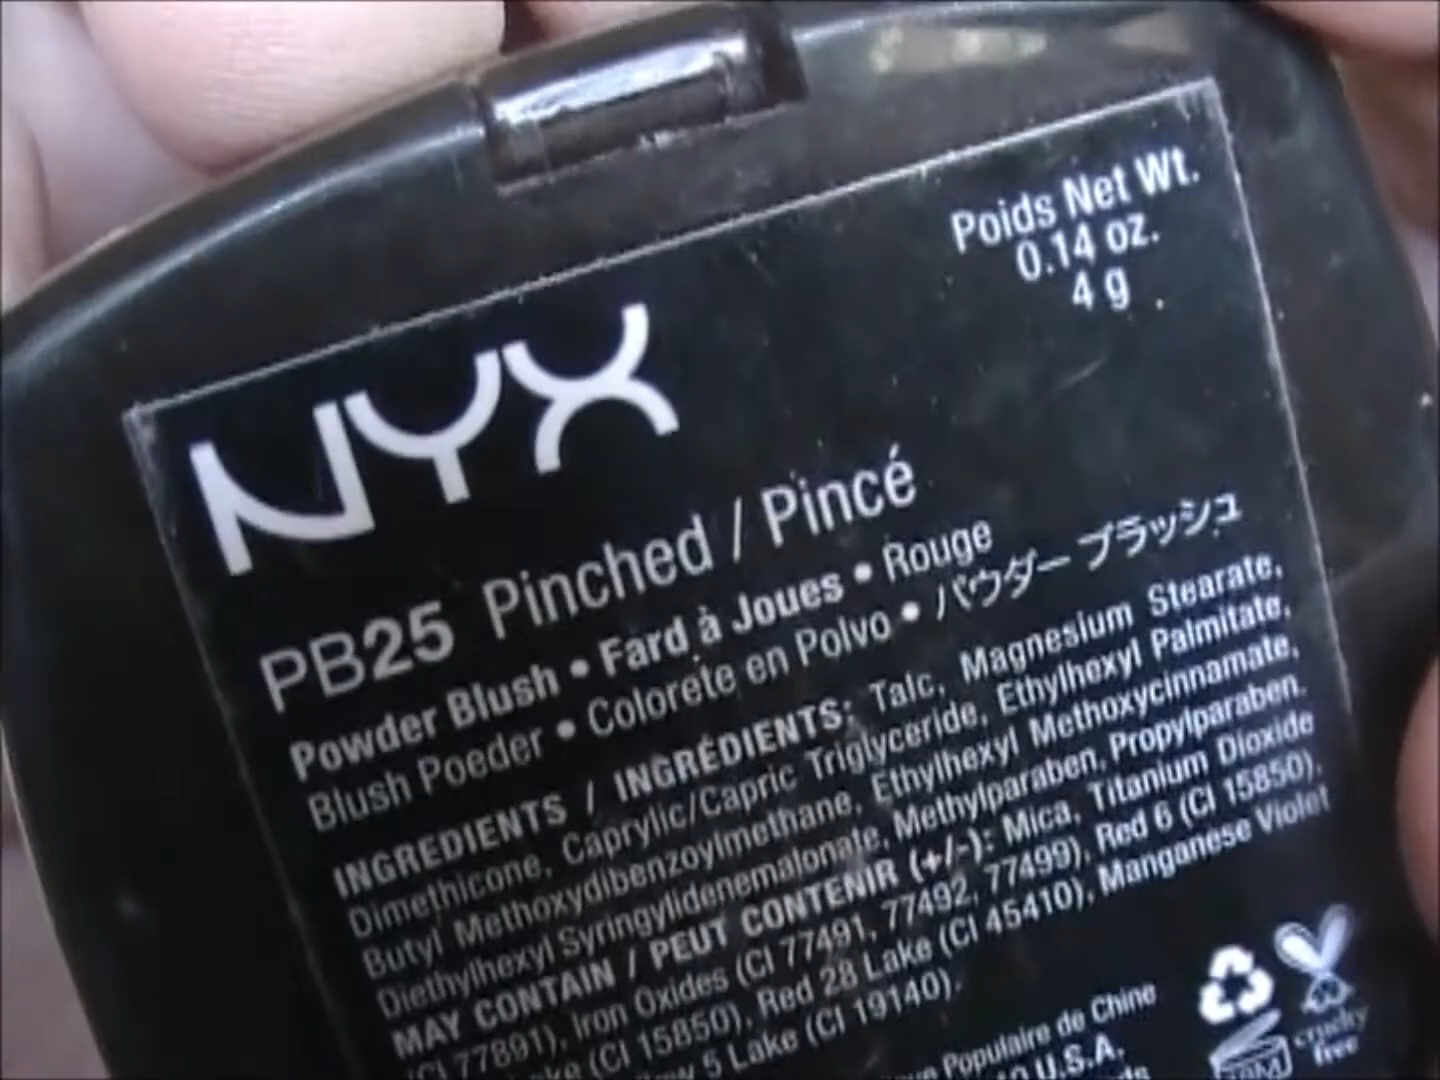 Poids Net Wt.
0.14 oz.
4 g
NYX
PB25 Pinched / Pincé
Powder Blush • Fard à Joues • Rouge
Blush Poeder • Colorete en Polvo • パウダー ブラッシュ
INGREDIENTS / INGRÉDIENTS: Talc, Magnesium Stearate,
Dimethicone, Caprylic/Capric Triglyceride, Ethylhexyl Palmitate,
Butyl Methoxydibenzoylmethane, Ethylhexyl Methoxycinnamate,
Diethylhexyl Syringylidenemalonate, Methylparaben, Propylparaben.
MAY CONTAIN / PEUT CONTENIR (+/-): Mica, Titanium Dioxide
(CI 77891), Iron Oxides (CI 77491, 77492, 77499), Red 6 (CI 15850),
(CI 15850), Red 28 Lake (CI 45410), Manganese Violet
5 Lake (CI 19140).
Populaire de Chine
U.S.A.
cruelty
free